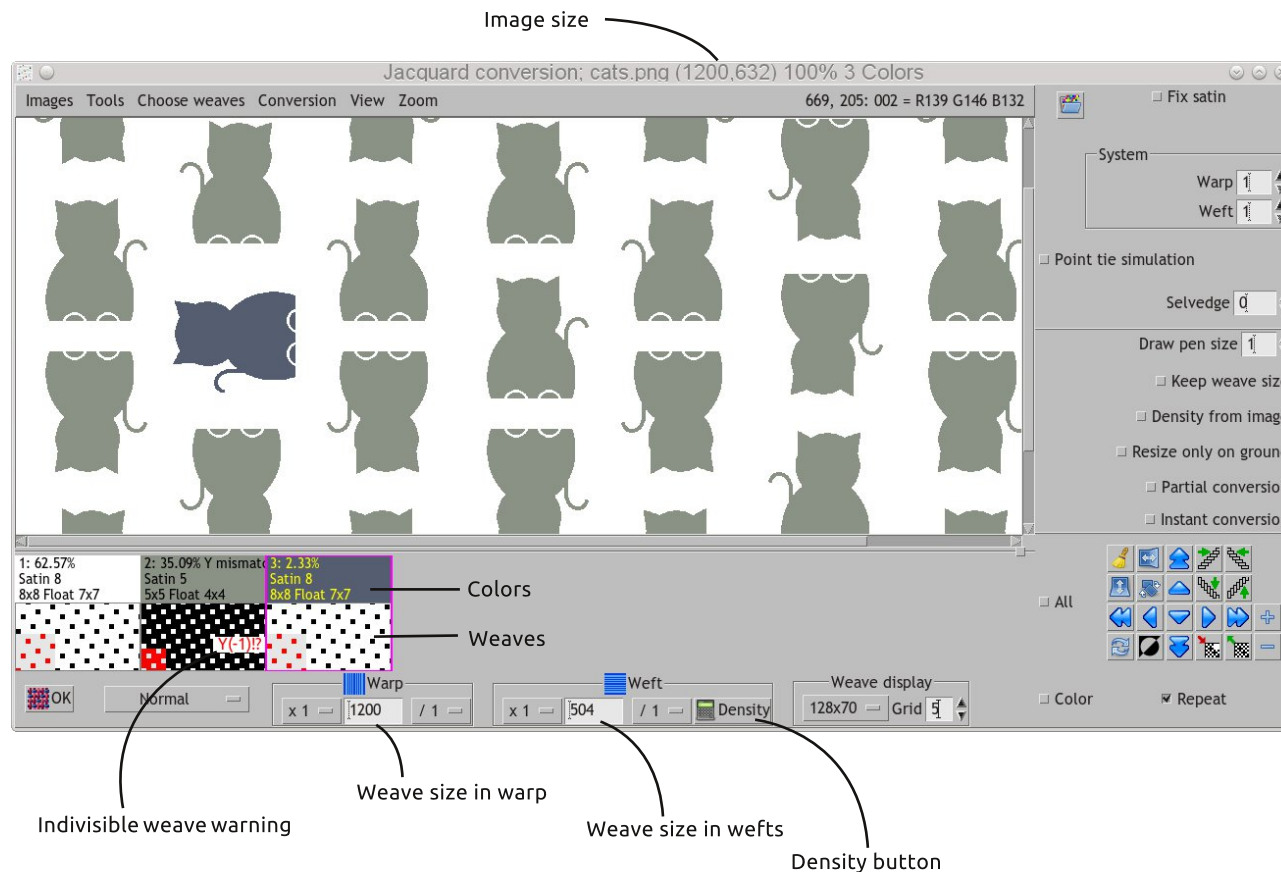 Image size
Jacquard conversion; cats.png (1200,632) 100% 3 Colors
Images Tools Choose weaves Conversion View Zoom 669, 205: 002 = R139 G146 B132
Fix satin
System
Warp 1
Weft 1
Point tie simulation
Selvedge 0
Draw pen size 1
Keep weave siz
Density from imag
Resize only on groun
Partial conversio
Instant conversio
1: 62.57%
Satin 8
8x8 Float 7x7
2: 35.09% Y mismatc
Satin 5
5x5 Float 4x4
Y(-1)!?
3: 2.33%
Satin 8
8x8 Float 7x7
Colors
Weaves
All
OK
Normal
Warp
x 1 1200 / 1
Weft
x 1 504 / 1 Density
Weave display
128x70 Grid 5
Color
Repeat
Weave size in warp
Indivisible weave warning
Weave size in wefts
Density button